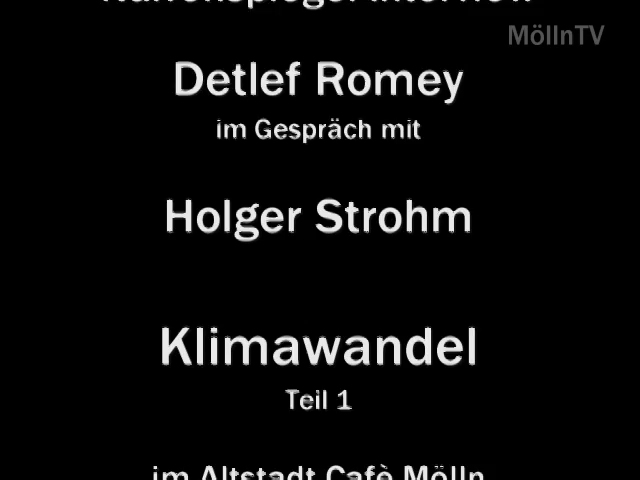 MöllnTV
Detlef Romey
im Gespräch mit
Holger Strohm
Klimawandel
Teil 1
im Altstadt Cafè Mölln